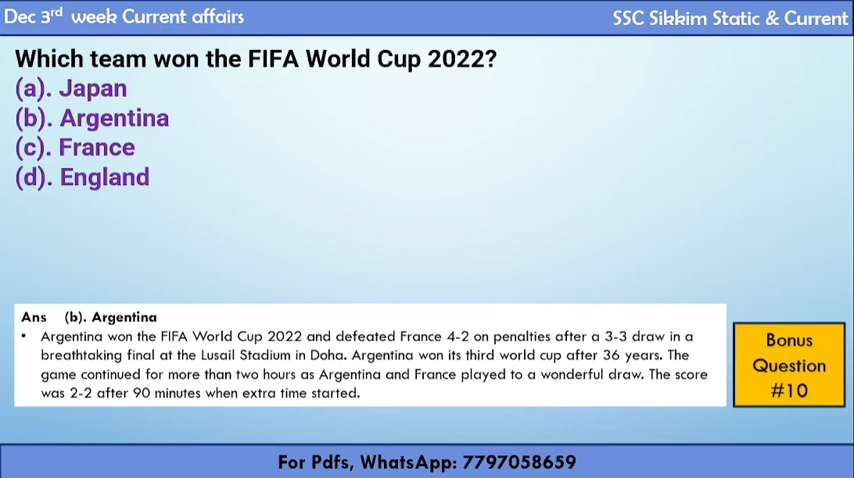 Dec 3rd week Current affairs
SSC Sikkim Static & Current
Which team won the FIFA World Cup 2022?
(a). Japan
(b). Argentina
(c). France
(d). England
Ans (b). Argentina
• Argentina won the FIFA World Cup 2022 and defeated France 4-2 on penalties after a 3-3 draw in a
breathtaking final at the Lusail Stadium in Doha. Argentina won its third world cup after 36 years. The
game continued for more than two hours as Argentina and France played to a wonderful draw. The score
was 2-2 after 90 minutes when extra time started.
Bonus
Question
#10
For Pdfs, WhatsApp: 7797058659